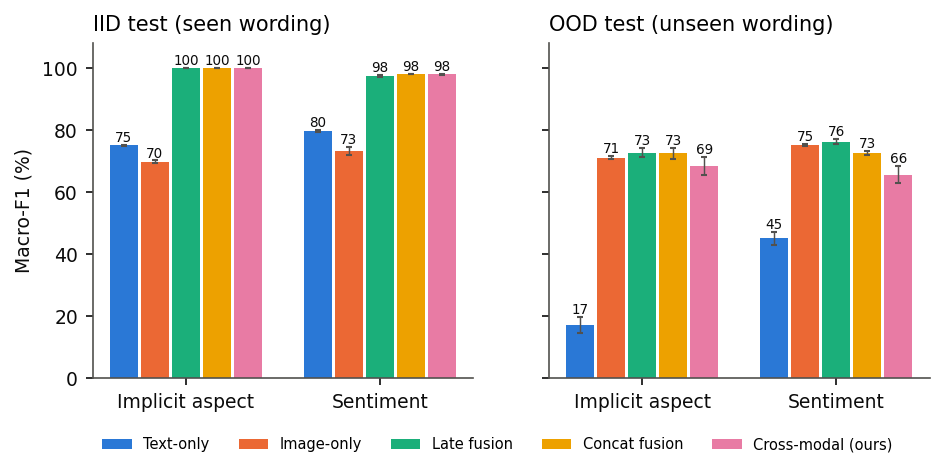 IID test (seen wording)
OOD test (unseen wording)
Macro-F1 (%)
100
80
60
40
20
0
75
70
100
100
100
80
73
98
98
98
17
71
73
73
69
45
75
76
73
66
Implicit aspect
Sentiment
Implicit aspect
Sentiment
Text-only
Image-only
Late fusion
Concat fusion
Cross-modal (ours)